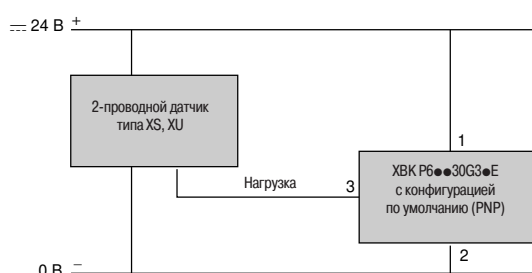 ⎓ 24 В +
2-проводной датчик
типа XS, XU
1
Нагрузка
3
XBK P6●●30G3●E
с конфигурацией
по умолчанию (PNP)
2
0 В –